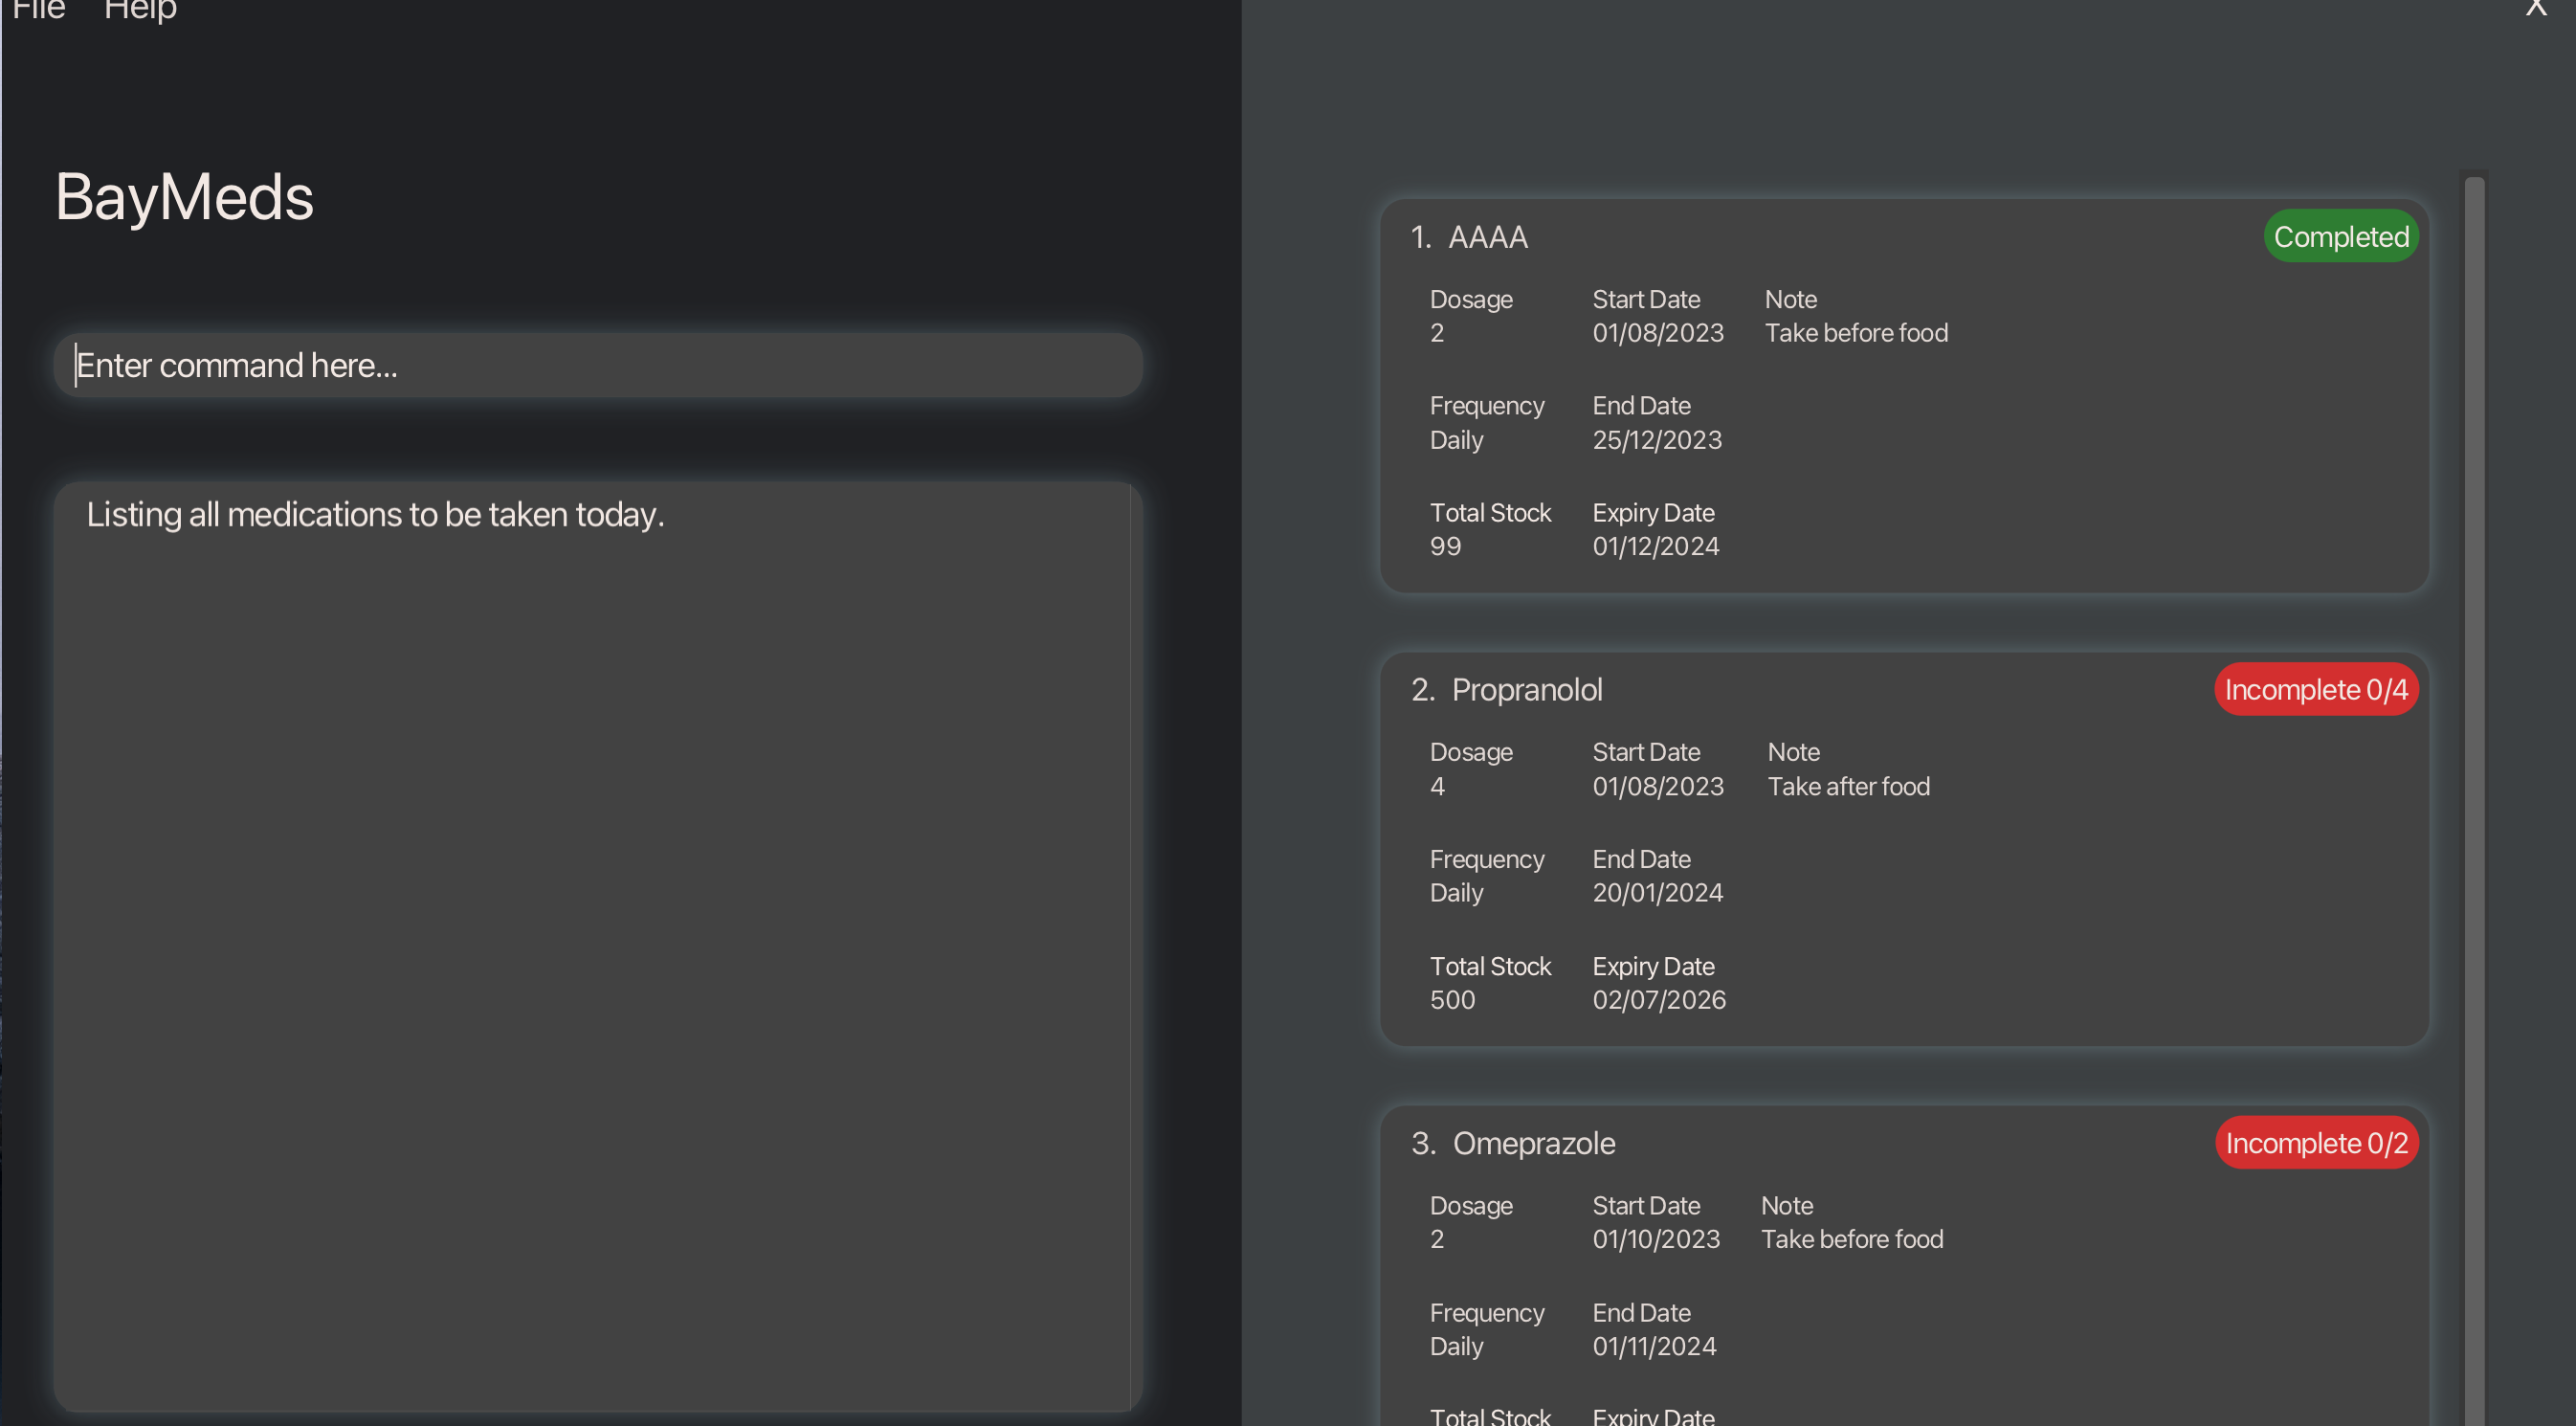 File Help
X
BayMeds
Enter command here...
Listing all medications to be taken today.
1. AAAA
Completed
Dosage Start Date Note
2 01/08/2023 Take before food
Frequency End Date
Daily 25/12/2023
Total Stock Expiry Date
99 01/12/2024
2. Propranolol
Incomplete 0/4
Dosage Start Date Note
4 01/08/2023 Take after food
Frequency End Date
Daily 20/01/2024
Total Stock Expiry Date
500 02/07/2026
3. Omeprazole
Incomplete 0/2
Dosage Start Date Note
2 01/10/2023 Take before food
Frequency End Date
Daily 01/11/2024
Total Stock Expiry Date